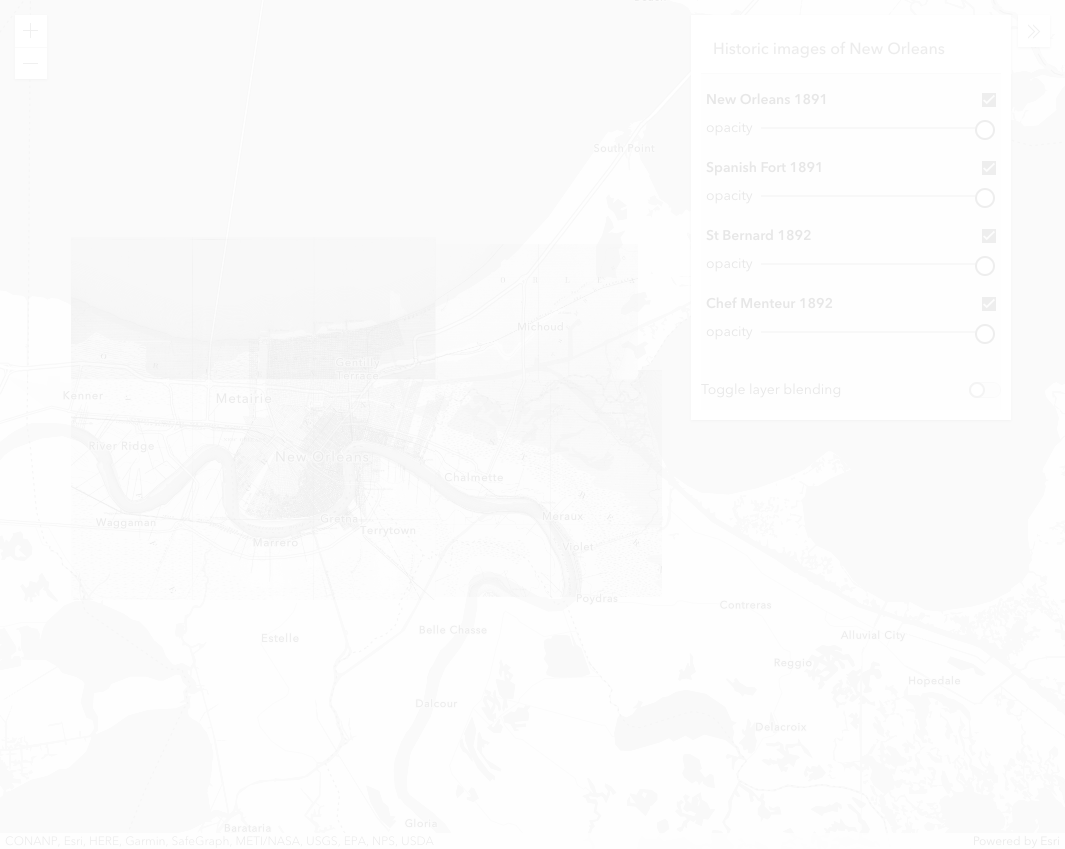 Historic images of New Orleans
New Orleans 1891
opacity
Spanish Fort 1891
opacity
St Bernard 1892
opacity
Chef Menteur 1892
opacity
Toggle layer blending
South Point
Michoud
Kenner
Metairie
River Ridge
New Orleans
Chalmette
Waggaman
Terrytown
Meraux
Marrero
Violet
Poydras
Contreras
Belle Chasse
Estelle
Alluvial City
Reggio
Hopedale
Dalcour
Delacroix
Gloria
Barataria
CONANP, Esri, HERE, Garmin, SafeGraph, METI/NASA, USGS, EPA, NPS, USDA
Powered by Esri